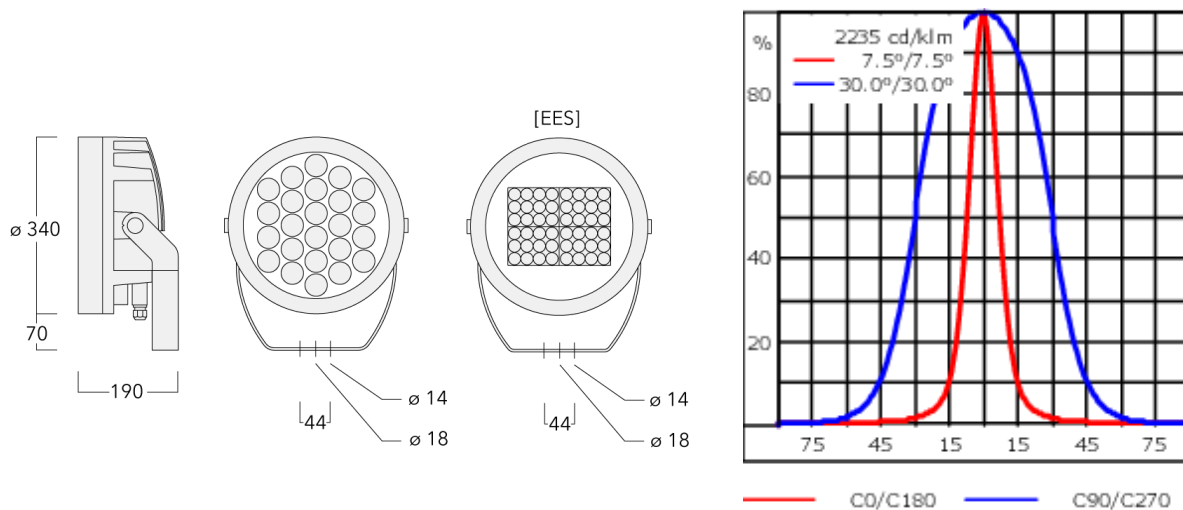 ø 340
70
190
44
ø 14
ø 18
[EES]
44
ø 14
ø 18
%
2235 cd/klm
7.5º/7.5º
30.0º/30.0º
80
60
40
20
75 45 15 15 45 75
C0/C180 C90/C270